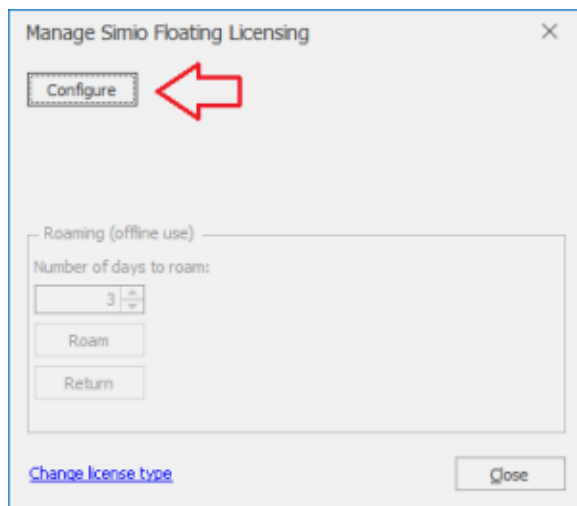 Manage Simio Floating Licensing
Configure
Roaming (offline use)
Number of days to roam:
3
Roam
Return
Change license type
Close